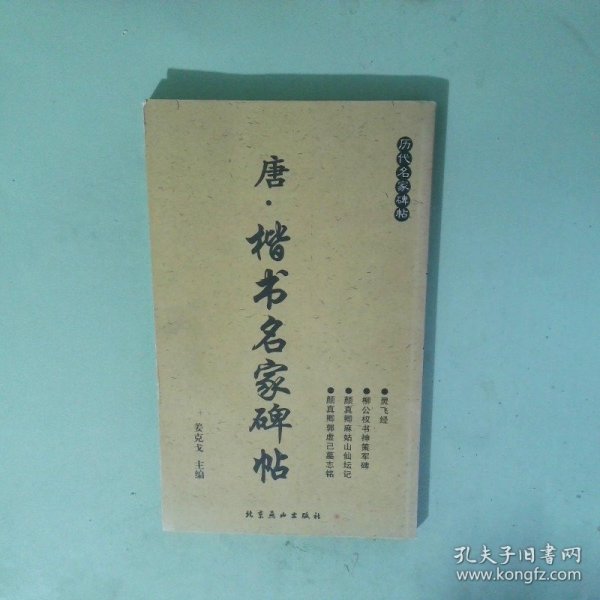 历代名家碑帖
唐·楷书名家碑帖
●灵飞经
●柳公权书神策军碑
●颜真卿麻姑山仙坛记
●颜真卿郭虚己墓志铭
姜克戈 主编
北京燕山出版社
孔夫子旧书网
www.kongfz.com